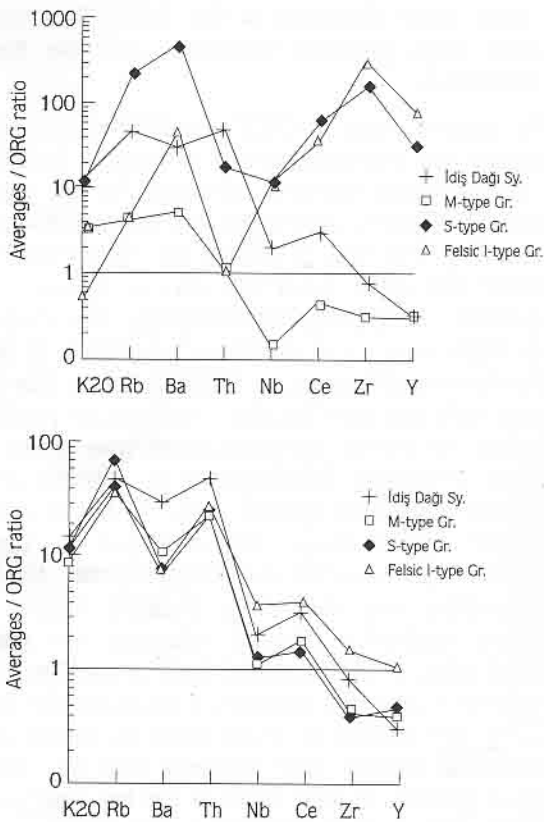 1000
100
10
1
0
Averages / ORG ratio
K2O Rb Ba Th Nb Ce Zr Y
İdiş Dağı Sy.
M-type Gr.
S-type Gr.
Felsic I-type Gr.
100
10
1
0
Averages / ORG ratio
K2O Rb Ba Th Nb Ce Zr Y
İdiş Dağı Sy.
M-type Gr.
S-type Gr.
Felsic I-type Gr.